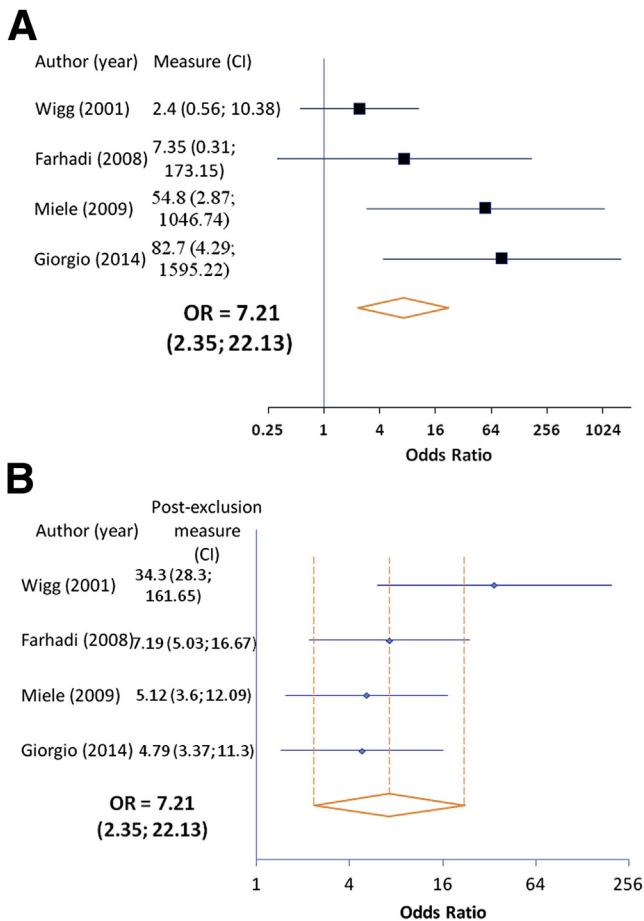 A
Author (year) Measure (CI)
Wigg (2001) 2.4 (0.56; 10.38)
Farhadi (2008) 7.35 (0.31;
173.15)
Miele (2009) 54.8 (2.87;
1046.74)
Giorgio (2014) 82.7 (4.29;
1595.22)
OR = 7.21
(2.35; 22.13)
0.25 1 4 16 64 256 1024
Odds Ratio
B
Post-exclusion
Author (year) measure
(CI)
Wigg (2001) 34.3 (28.3;
161.65)
Farhadi (2008) 7.19 (5.03; 16.67)
Miele (2009) 5.12 (3.6; 12.09)
Giorgio (2014) 4.79 (3.37; 11.3)
OR = 7.21
(2.35; 22.13)
1 4 16 64 256
Odds Ratio